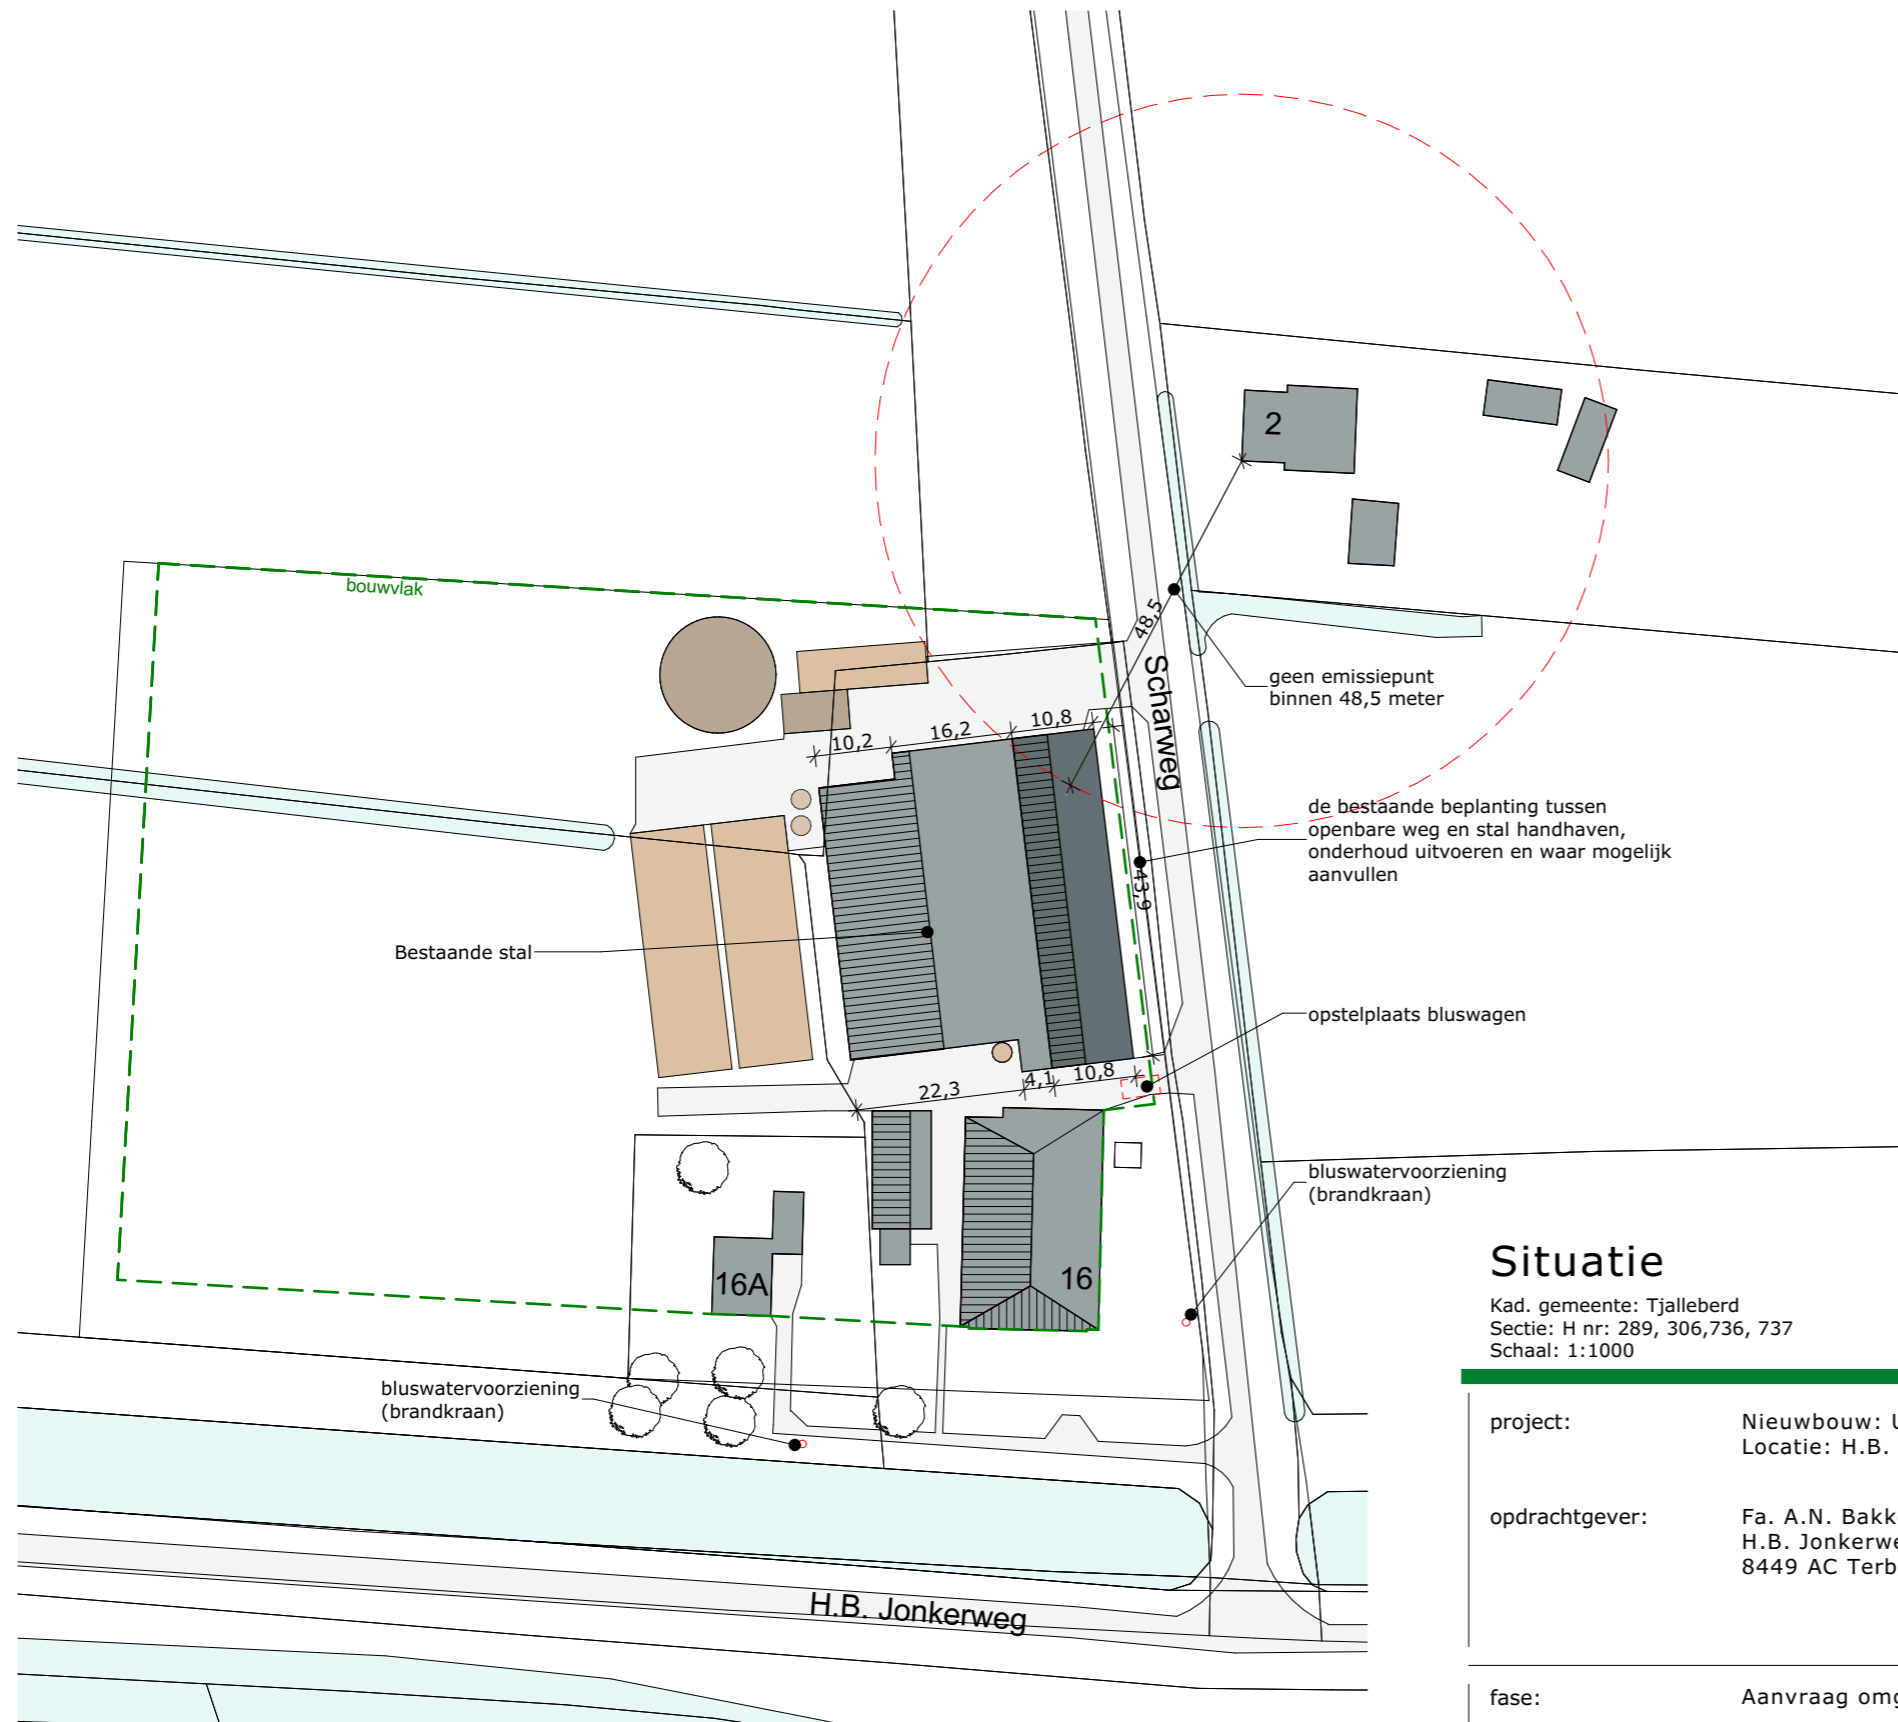 2
bouwvlak
48,5
Scharweg
geen emissiepunt
binnen 48,5 meter
10,2
16,2
10,8
de bestaande beplanting tussen
openbare weg en stal handhaven,
onderhoud uitvoeren en waar mogelijk
aanvullen
43,9
Bestaande stal
opstelplaats bluswagen
22,3
4,1
10,8
bluswatervoorziening
(brandkraan)
16A
16
Situatie
Kad. gemeente: Tjalleberd
Sectie: H nr: 289, 306,736, 737
Schaal: 1:1000
bluswatervoorziening
(brandkraan)
project:
Nieuwbouw:
Locatie: H.B.
opdrachtgever:
Fa. A.N.
H.B.
8449 AC
H.B. Jonkerweg
fase:
Aanvraag